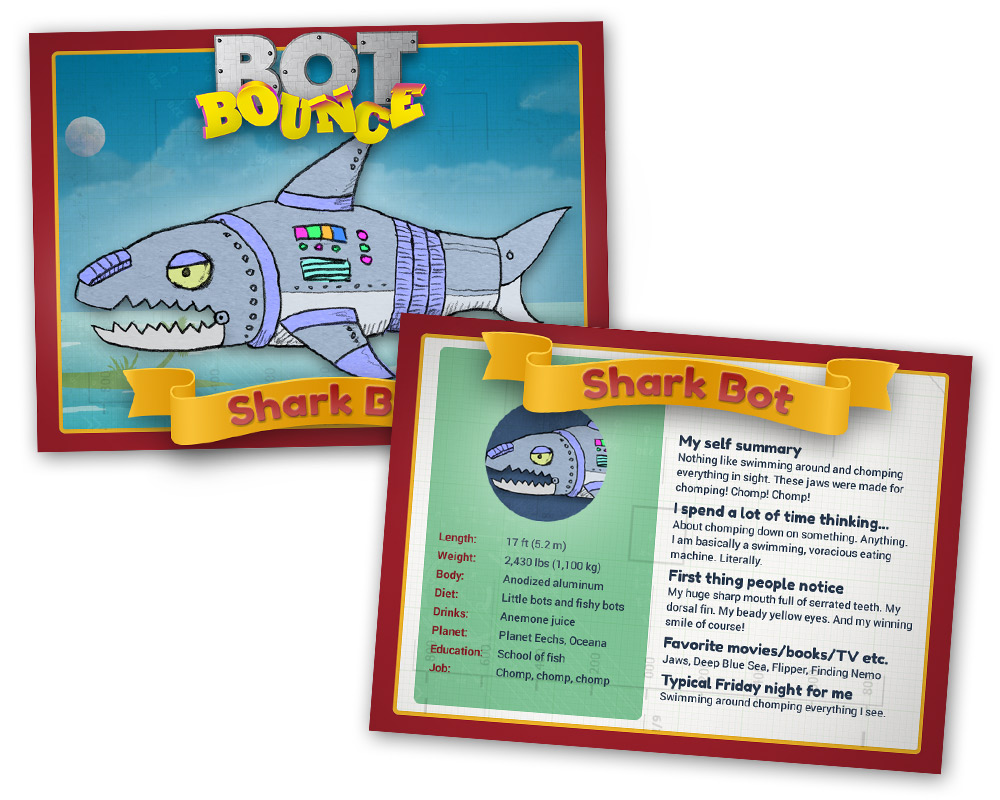 BOT
BOUNCE
Shark B
Shark Bot
Length: 17 ft (5.2 m)
Weight: 2,430 lbs (1,100 kg)
Body: Anodized aluminum
Diet: Little bots and fishy bots
Drinks: Anemone juice
Planet: Planet Eechs, Oceana
Education: School of fish
Job: Chomp, chomp, chomp
My self summary
Nothing like swimming around and chomping
everything in sight. These jaws were made for
chomping! Chomp! Chomp!
I spend a lot of time thinking...
About chomping down on something. Anything.
I am basically a swimming, voracious eating
machine. Literally.
First thing people notice
My huge sharp mouth full of serrated teeth. My
dorsal fin. My beady yellow eyes. And my winning
smile of course!
Favorite movies/books/TV etc.
Jaws, Deep Blue Sea, Flipper, Finding Nemo
Typical Friday night for me
Swimming around chomping everything I see.